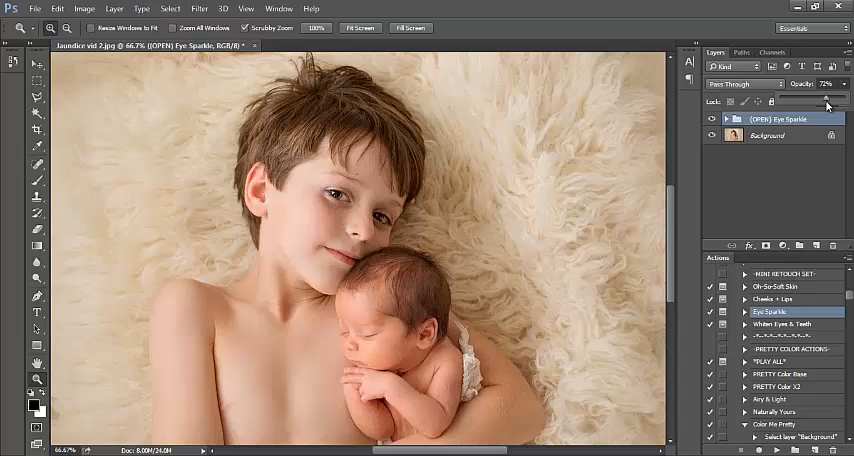 Ps File Edit Image Layer Type Select Filter 3D View Window Help
Resize Windows to Fit Zoom All Windows Scrubby Zoom 100% Fit Screen Fill Screen Essentials
Jaundice vid 2.jpg @ 66.7% ({OPEN} Eye Sparkle, RGB/8) * ×
Layers Paths Channels
Kind
Pass Through Opacity: 72%
Lock:
{OPEN} Eye Sparkle
Background
fx
Actions
-MINI RETOUCH SET-
Oh-So-Soft Skin
Cheeks + Lips
Eye Sparkle
Whiten Eyes & Teeth
-*--*--*--*--*--*-
-PRETTY COLOR ACTIONS-
*PLAY ALL*
PRETTY Color Base
PRETTY Color X2
Airy & Light
Naturally Yours
Color Me Pretty
Select layer "Background"
66.67% Doc: 8.00M/24.0M